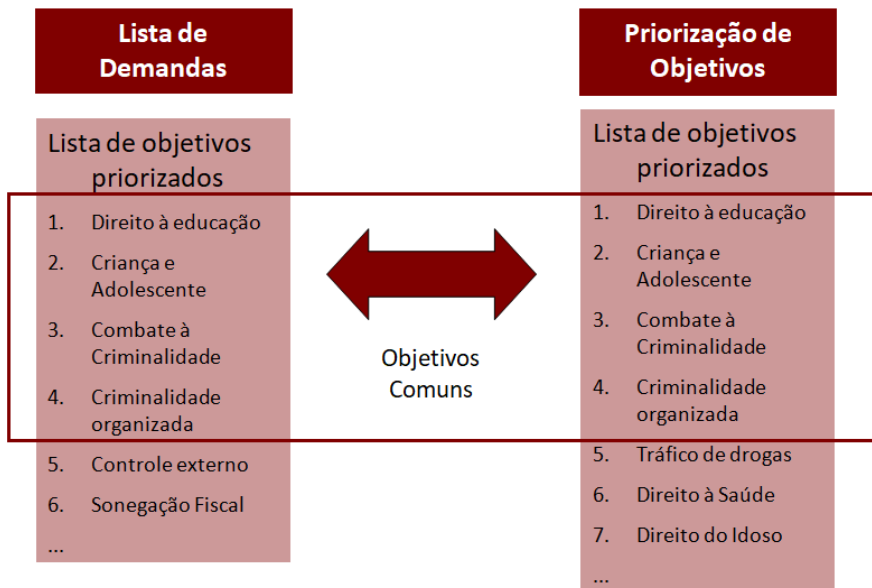 Lista de
Demandas
Lista de objetivos
priorizados
1. Direito à educação
2. Criança e
Adolescente
3. Combate à
Criminalidade
4. Criminalidade
organizada
5. Controle externo
6. Sonegação Fiscal
...
Objetivos
Comuns
Priorização de
Objetivos
Lista de objetivos
priorizados
1. Direito à educação
2. Criança e
Adolescente
3. Combate à
Criminalidade
4. Criminalidade
organizada
5. Tráfico de drogas
6. Direito à Saúde
7. Direito do Idoso
...